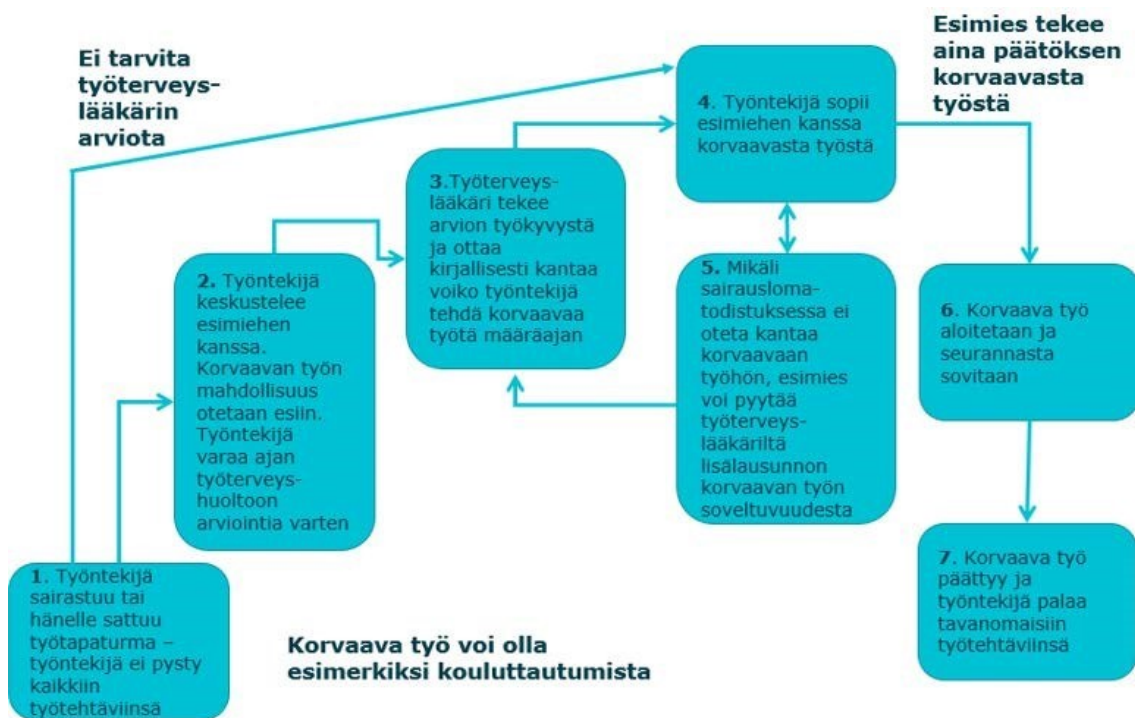 Ei tarvita
työterveys-
lääkärin
arviota
Esimies tekee
aina päätöksen
korvaavasta
työstä
1. Työntekijä
sairastuu tai
hänelle sattuu
työtapaturma –
työntekijä ei pysty
kaikkiin
työtehtäviinsä
2. Työntekijä
keskustelee
esimiehen
kanssa.
Korvaavan työn
mahdollisuus
otetaan esiin.
Työntekijä
varaa ajan
työterveys-
huoltoon
arviointia varten
3.Työterveys-
lääkäri tekee
arvion työkyvystä
ja ottaa
kirjallisesti kantaa
voiko työntekijä
tehdä korvaavaa
työtä määräajan
4. Työntekijä sopii
esimiehen kanssa
korvaavasta työstä
5. Mikäli
sairausloma-
todistuksessa ei
oteta kantaa
korvaavaan
työhön, esimies
voi pyytää
työterveys-
lääkäriltä
lisälausunnon
korvaavan työn
soveltuvuudesta
6. Korvaava työ
aloitetaan ja
seurannasta
sovitaan
7. Korvaava työ
päättyy ja
työntekijä palaa
tavanomaisiin
työtehtäviinsä
Korvaava työ voi olla
esimerkiksi kouluttautumista